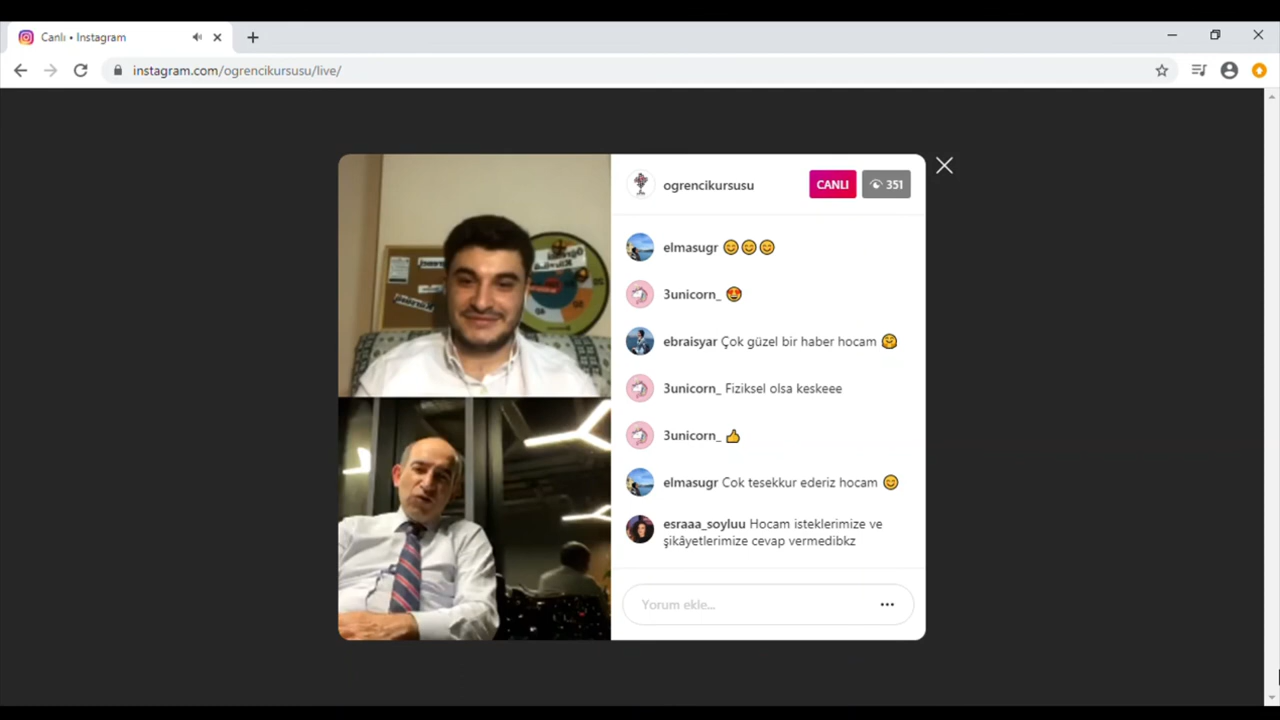 Canlı • Instagram
instagram.com/ogrencikursusu/live/
ogrencikursusu
CANLI
351
elmasugr 😊😊😊
3unicorn_ 😍
ebraisyar Çok güzel bir haber hocam 🤗
3unicorn_ Fiziksel olsa keskeee
3unicorn_ 👍
elmasugr Cok tesekkur ederiz hocam 😊
esraaa_soyluu Hocam isteklerimize ve
şikâyetlerimize cevap vermedibkz
Yorum ekle...